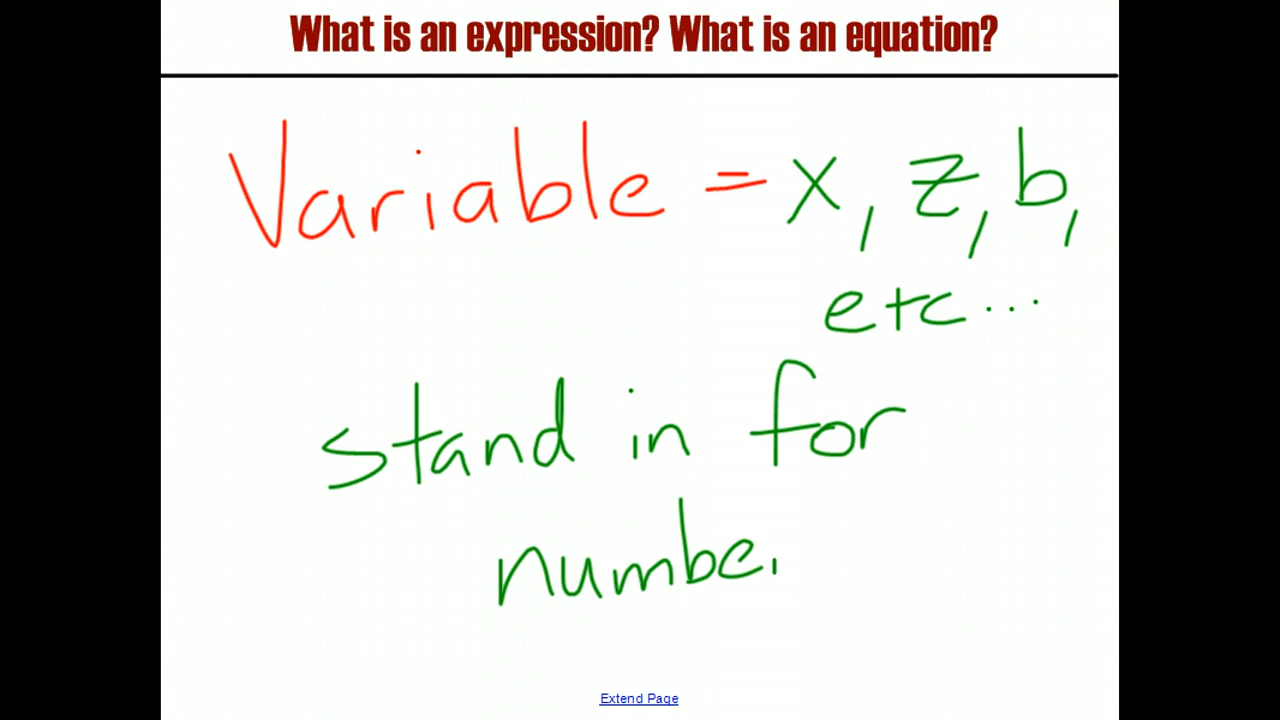 What is an expression? What is an equation?
Variable = x, z, b,
etc...
stand in for
numbe
Extend Page